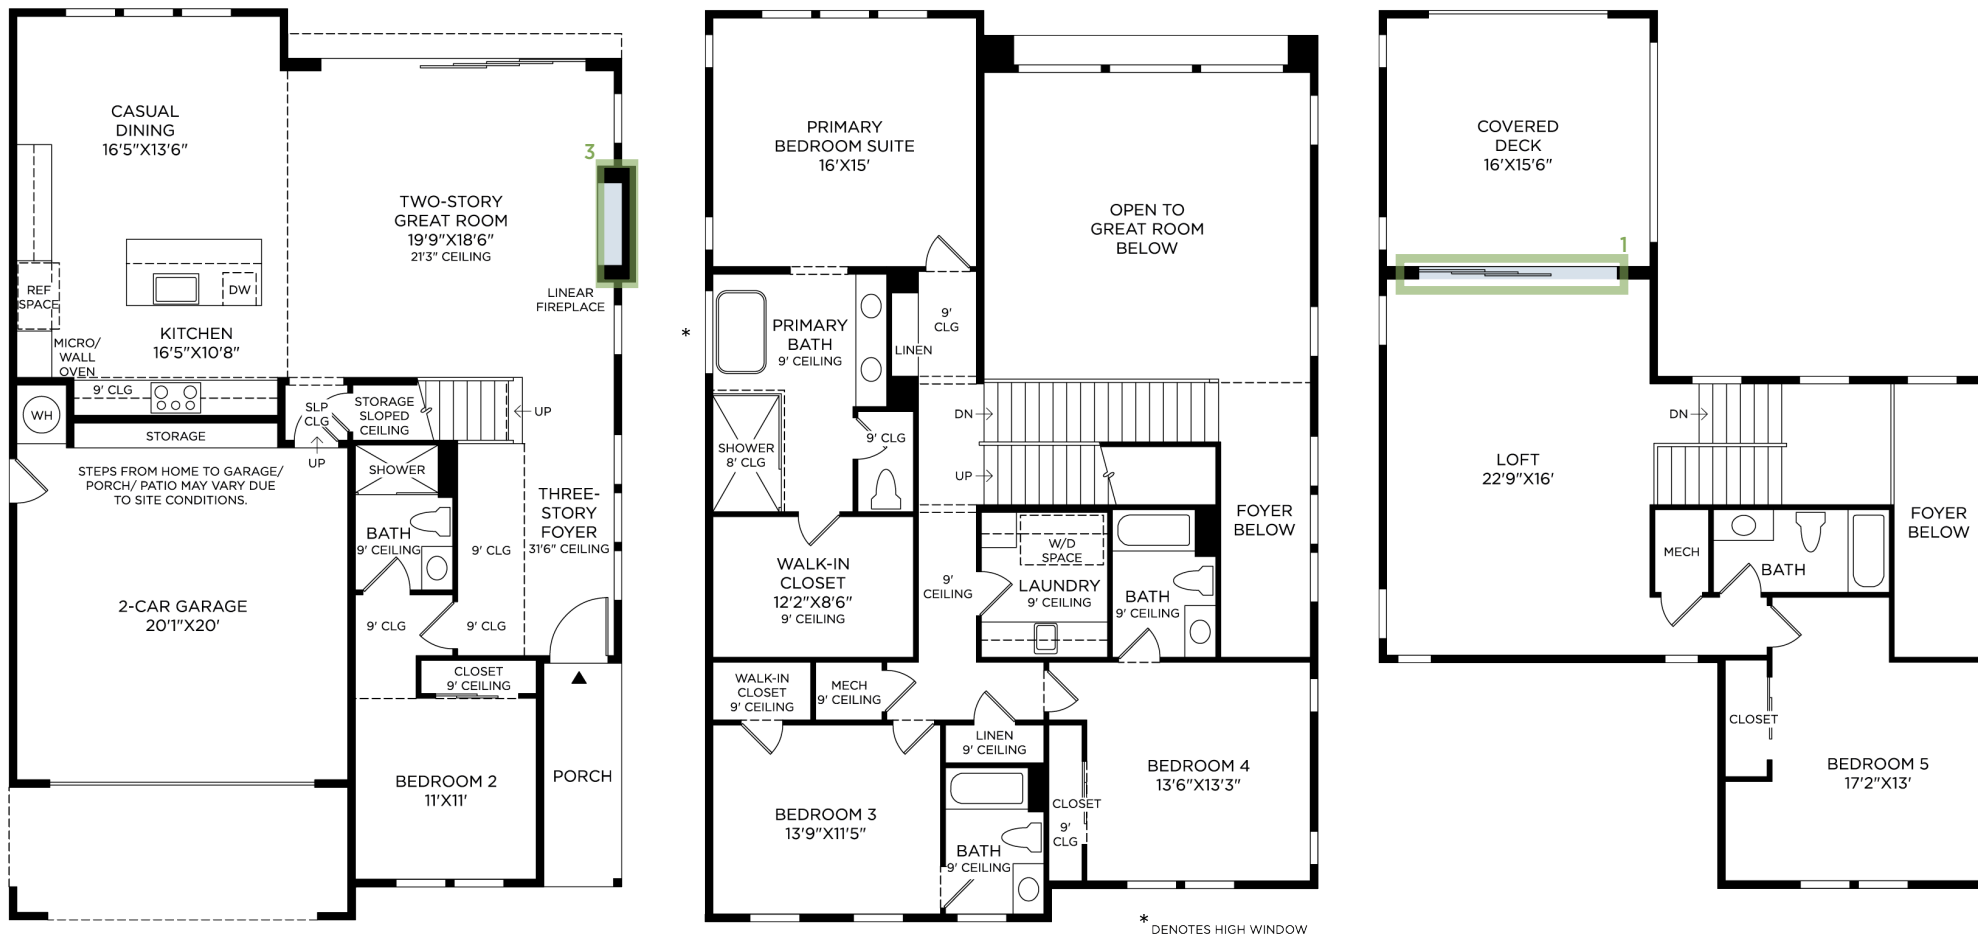 CASUAL
DINING
16'5"X13'6"
3
TWO-STORY
GREAT ROOM
19'9"X18'6"
21'3" CEILING
REF
SPACE
DW
LINEAR
FIREPLACE
KITCHEN
16'5"X10'8"
MICRO/
WALL
OVEN
9' CLG
WH
STORAGE
SLP
CLG
UP
STORAGE
SLOPED
CEILING
UP
STEPS FROM HOME TO GARAGE/
PORCH/ PATIO MAY VARY DUE
TO SITE CONDITIONS.
SHOWER
BATH
9' CEILING
9' CLG
THREE-
STORY
FOYER
31'6" CEILING
2-CAR GARAGE
20'1"X20'
9' CLG
9' CLG
CLOSET
9' CEILING
BEDROOM 2
11'X11'
PORCH
PRIMARY
BEDROOM SUITE
16'X15'
OPEN TO
GREAT ROOM
BELOW
*
PRIMARY
BATH
9' CEILING
LINEN
9'
CLG
DN
SHOWER
8' CLG
9' CLG
UP
FOYER
BELOW
WALK-IN
CLOSET
12'2"X8'6"
9' CEILING
9'
CEILING
W/D
SPACE
LAUNDRY
9' CEILING
BATH
9' CEILING
WALK-IN
CLOSET
9' CEILING
MECH
9' CEILING
LINEN
9' CEILING
BEDROOM 3
13'9"X11'5"
BATH
9' CEILING
CLOSET
9'
CLG
BEDROOM 4
13'6"X13'3"
* DENOTES HIGH WINDOW
COVERED
DECK
16'X15'6"
1
DN
LOFT
22'9"X16'
MECH
BATH
FOYER
BELOW
CLOSET
BEDROOM 5
17'2"X13'